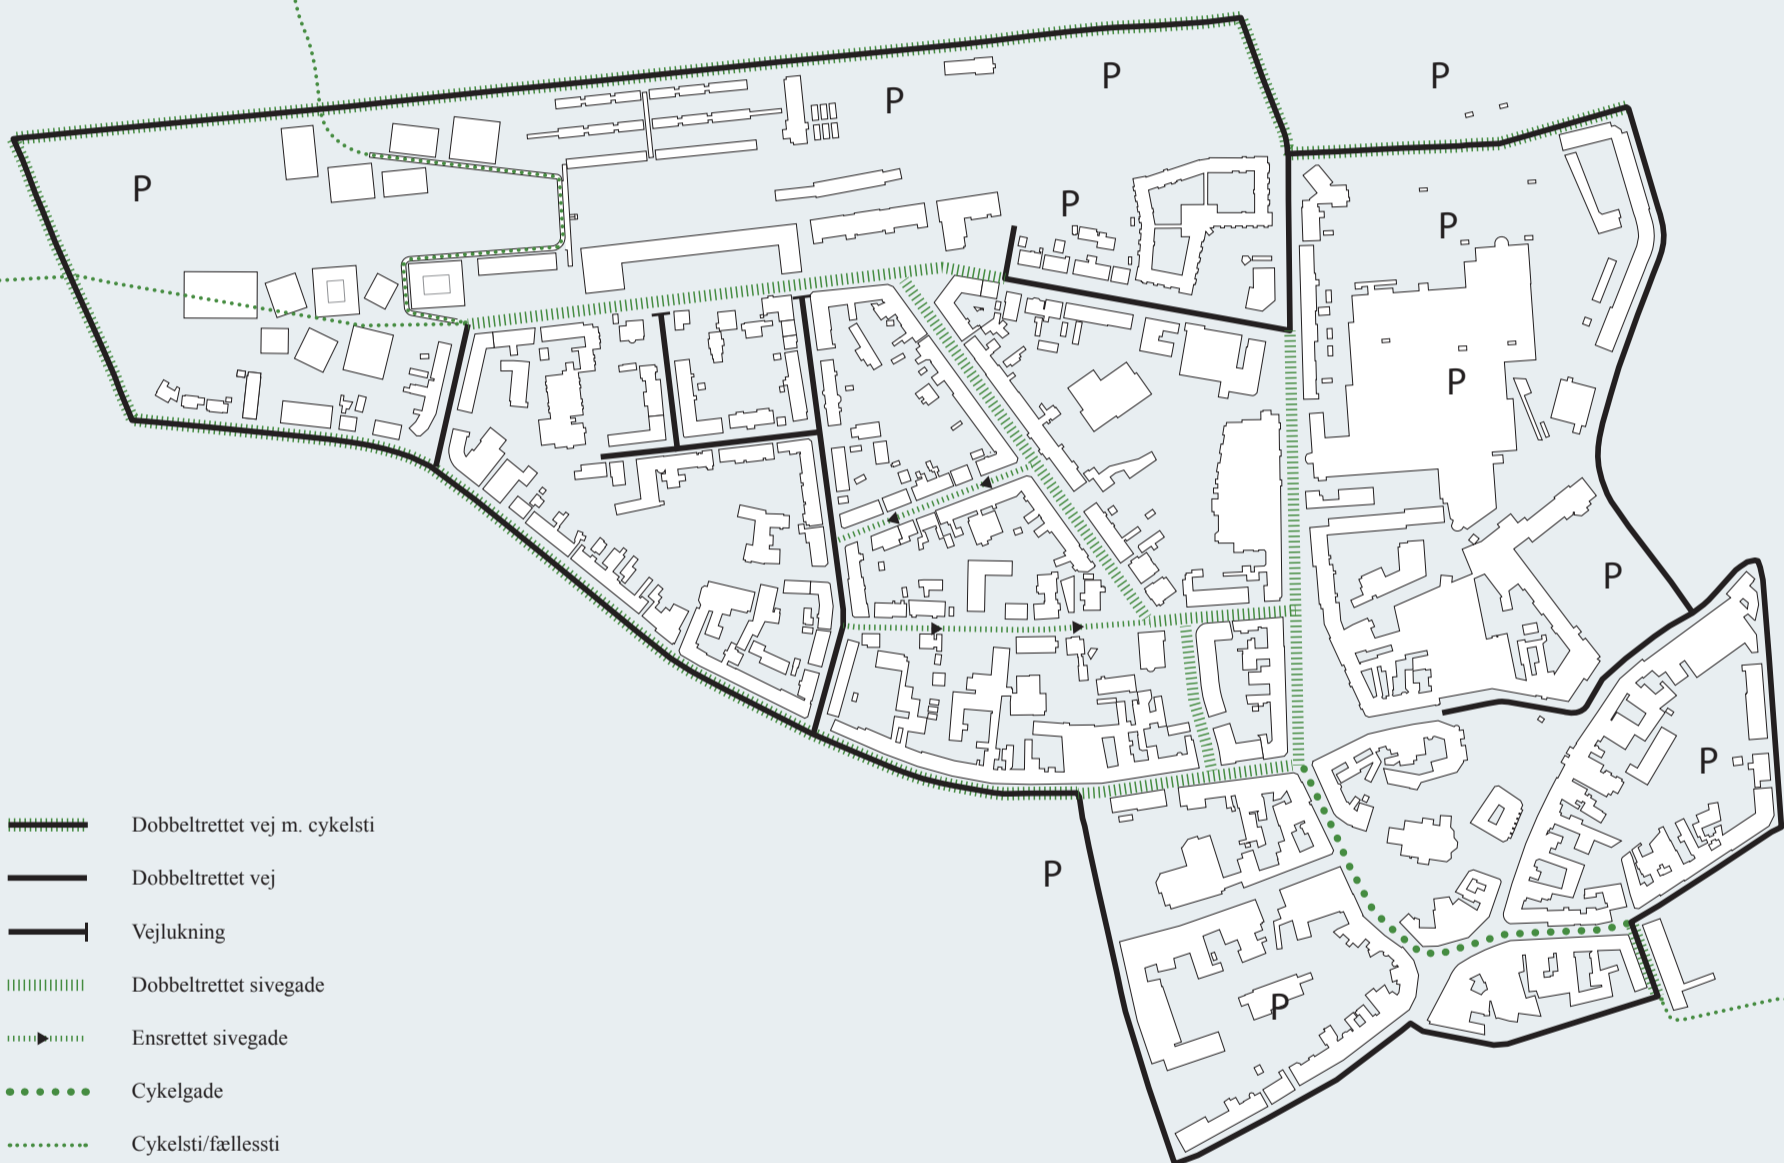 P
P
P
P
P
P
P
P
P
P
P
P
Dobbeltrettet vej m. cykelsti
Dobbeltrettet vej
Vejlukning
Dobbeltrettet sivegade
Ensrettet sivegade
Cykelgade
Cykelsti/fællessti